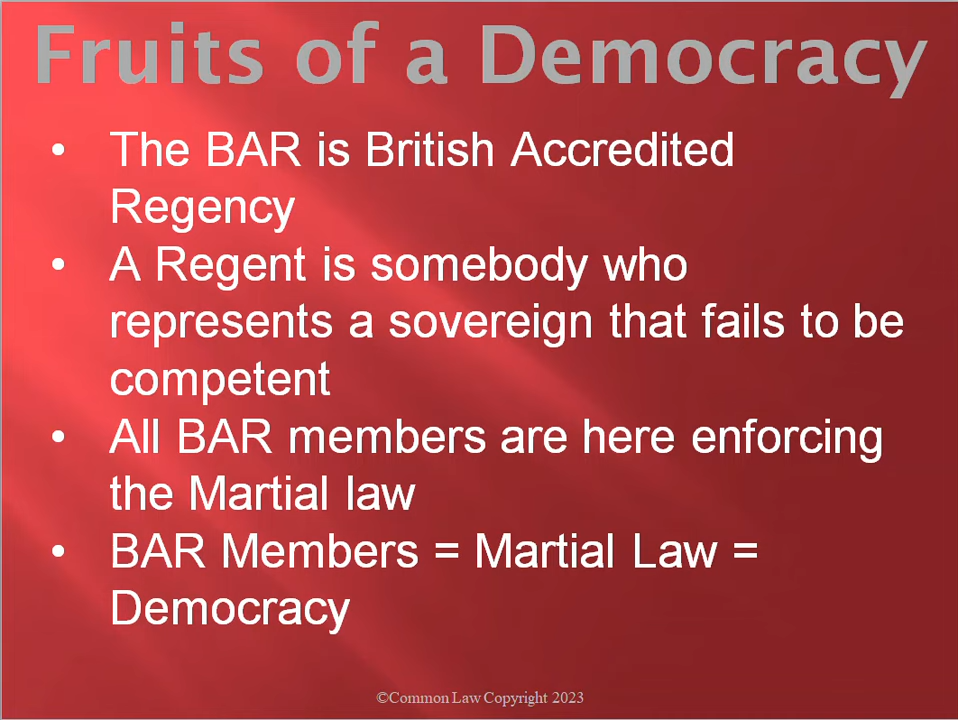 Fruits of a Democracy
• The BAR is British Accredited
Regency
• A Regent is somebody who
represents a sovereign that fails to be
competent
• All BAR members are here enforcing
the Martial law
• BAR Members = Martial Law =
Democracy
©Common Law Copyright 2023